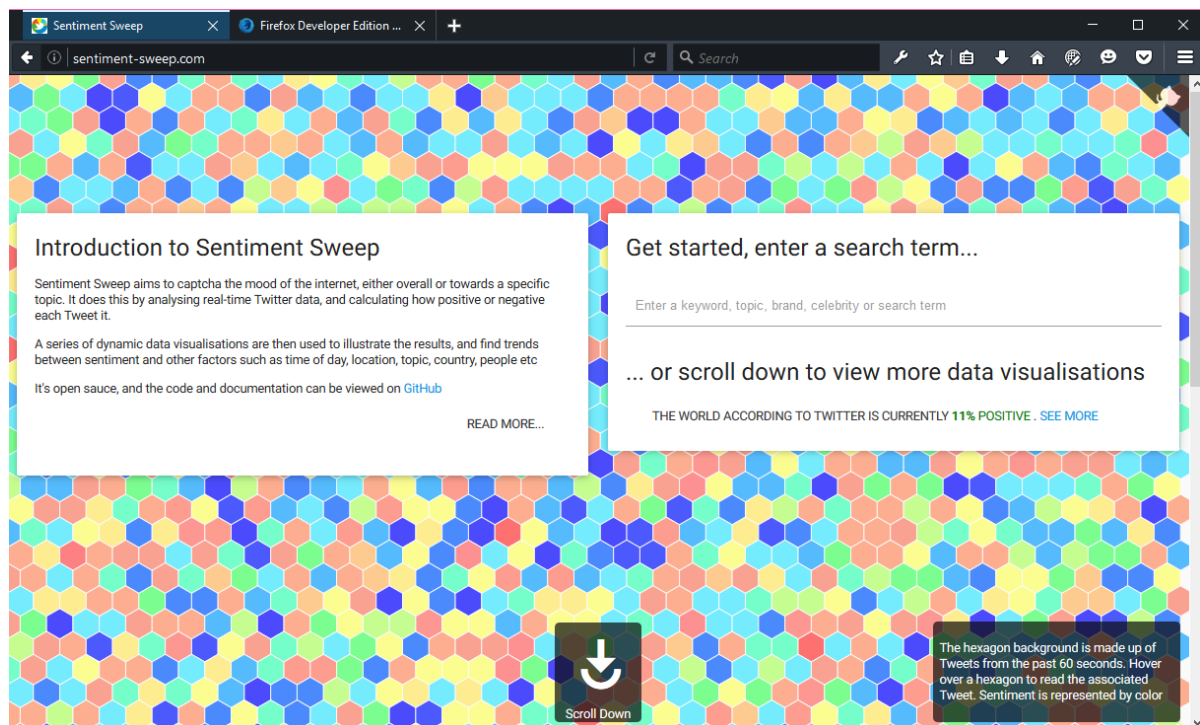 Sentiment Sweep
Firefox Developer Edition ...
sentiment-sweep.com
Search
Introduction to Sentiment Sweep
Sentiment Sweep aims to captcha the mood of the internet, either overall or towards a specific
topic. It does this by analysing real-time Twitter data, and calculating how positive or negative
each Tweet it.
A series of dynamic data visualisations are then used to illustrate the results, and find trends
between sentiment and other factors such as time of day, location, topic, country, people etc
It's open sauce, and the code and documentation can be viewed on GitHub
READ MORE...
Get started, enter a search term...
Enter a keyword, topic, brand, celebrity or search term
... or scroll down to view more data visualisations
THE WORLD ACCORDING TO TWITTER IS CURRENTLY 11% POSITIVE . SEE MORE
Scroll Down
The hexagon background is made up of
Tweets from the past 60 seconds. Hover
over a hexagon to read the associated
Tweet. Sentiment is represented by color